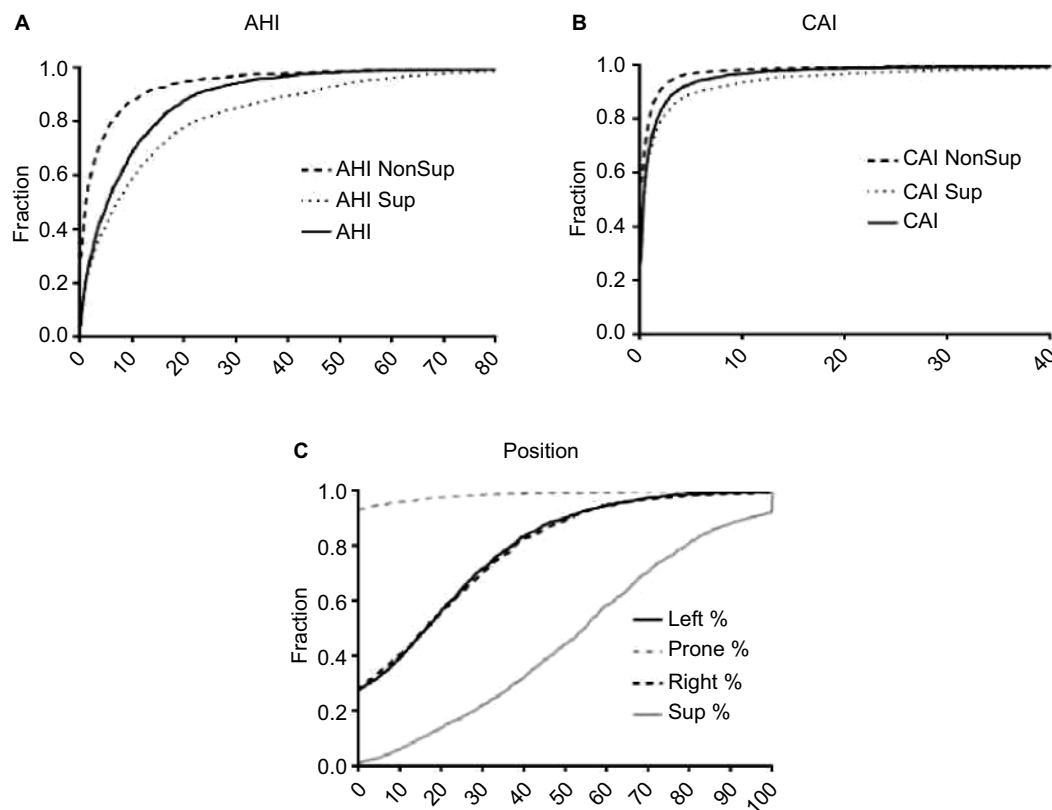 A AHI
Fraction
1.0
0.8
0.6
0.4
0.2
0.0
AHI NonSup
AHI Sup
AHI
0 10 20 30 40 50 60 70 80
B CAI
Fraction
1.0
0.8
0.6
0.4
0.2
0.0
CAI NonSup
CAI Sup
CAI
0 10 20 30 40
C Position
Fraction
1.0
0.8
0.6
0.4
0.2
0.0
Left %
Prone %
Right %
Sup %
0 10 20 30 40 50 60 70 80 90 100